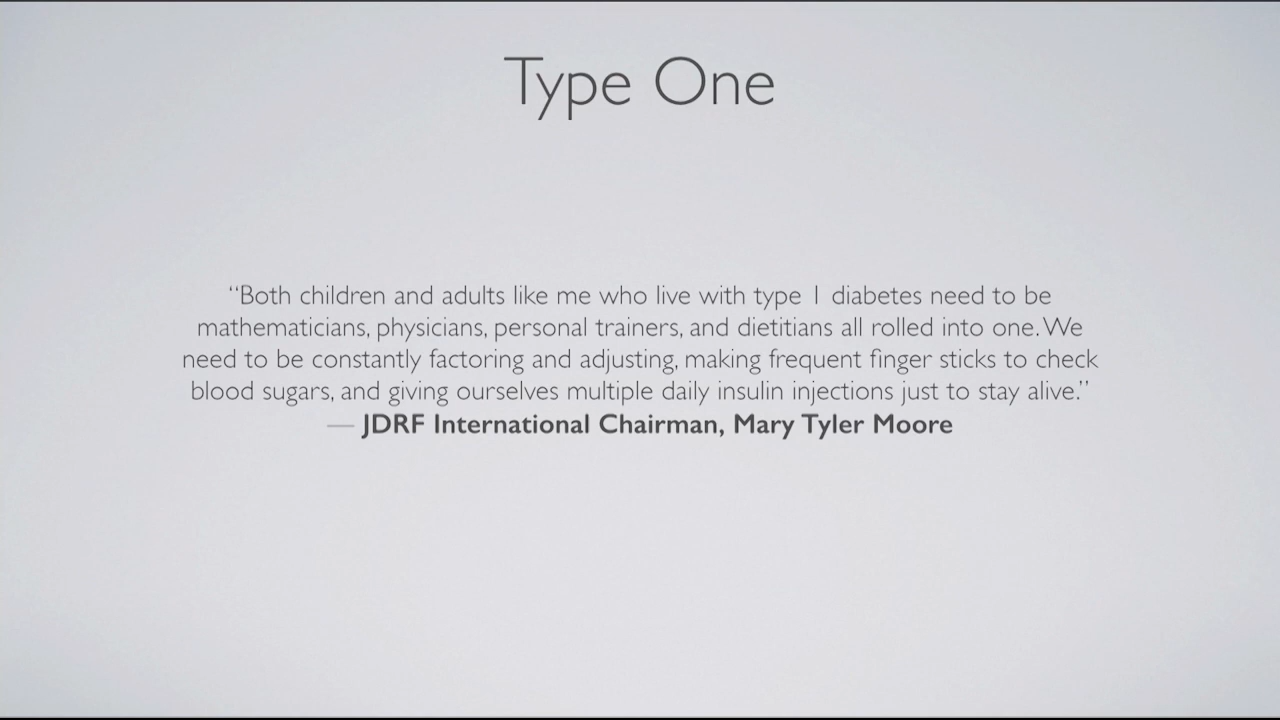 Type One
“Both children and adults like me who live with type 1 diabetes need to be
mathematicians, physicians, personal trainers, and dietitians all rolled into one. We
need to be constantly factoring and adjusting, making frequent finger sticks to check
blood sugars, and giving ourselves multiple daily insulin injections just to stay alive.”
— JDRF International Chairman, Mary Tyler Moore